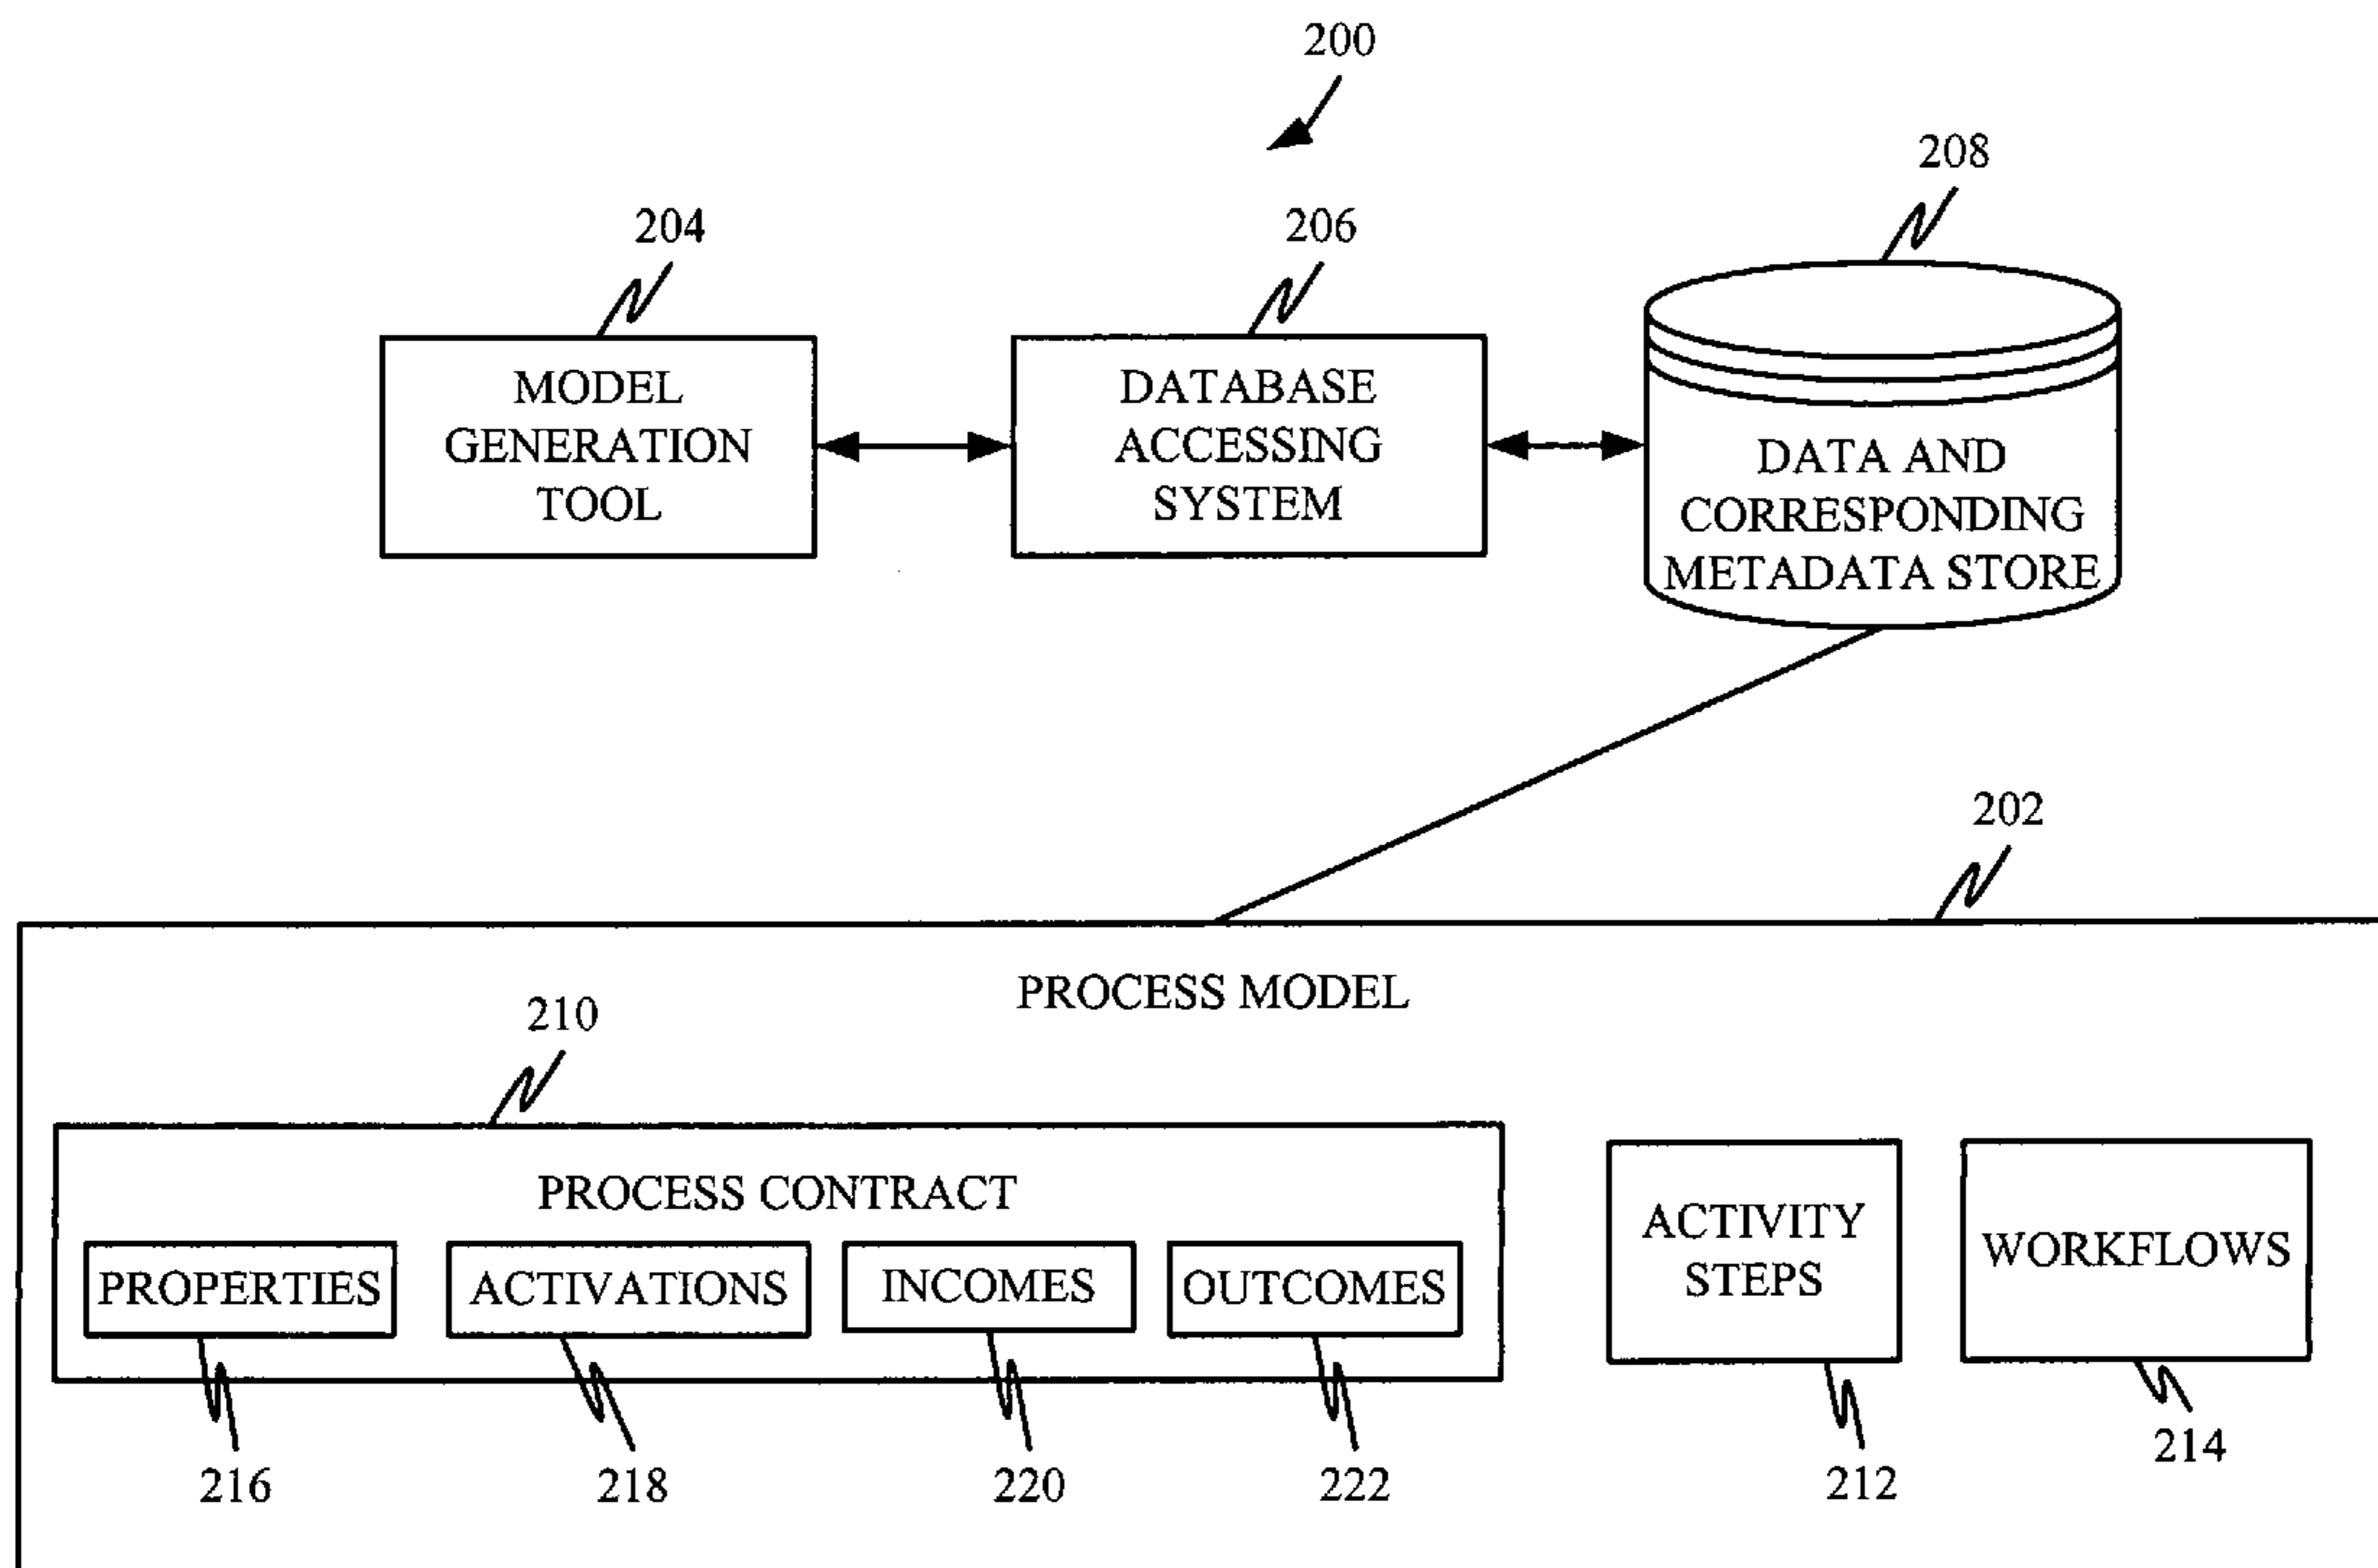 200
208
204
206
MODEL
GENERATION
TOOL
DATABASE
ACCESSING
SYSTEM
DATA AND
CORRESPONDING
METADATA STORE
202
PROCESS MODEL
210
PROCESS CONTRACT
PROPERTIES
ACTIVATIONS
INCOMES
OUTCOMES
ACTIVITY
STEPS
WORKFLOWS
216
218
220
222
212
214